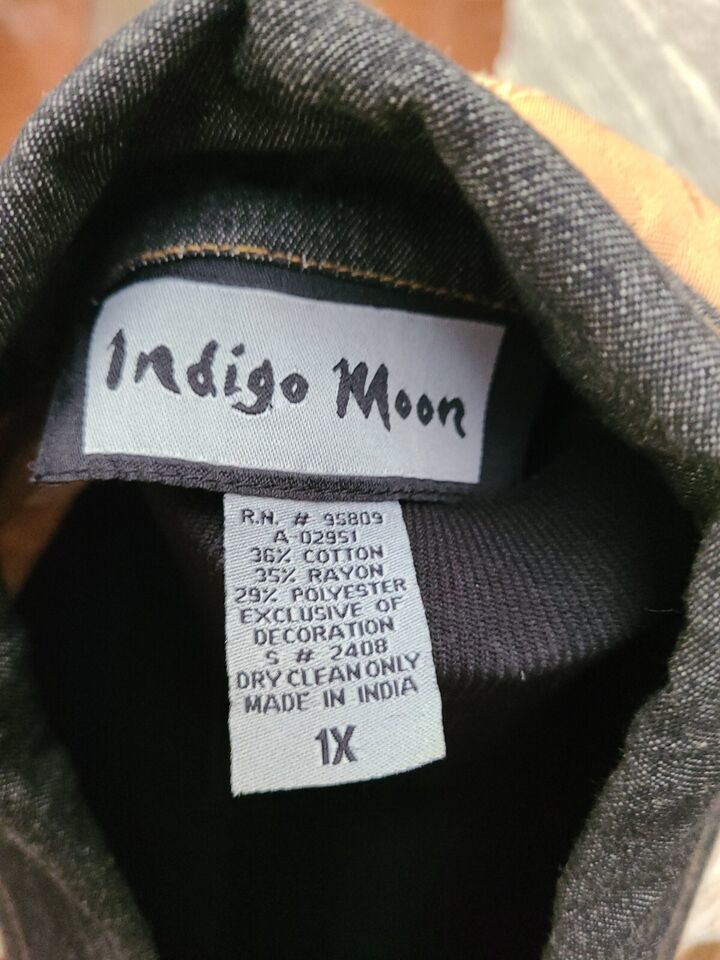 Indigo Moon
R.N. # 95809
A-02951
36% COTTON
35% RAYON
29% POLYESTER
EXCLUSIVE OF
DECORATION
S # 2408
DRY CLEAN ONLY
MADE IN INDIA
1X